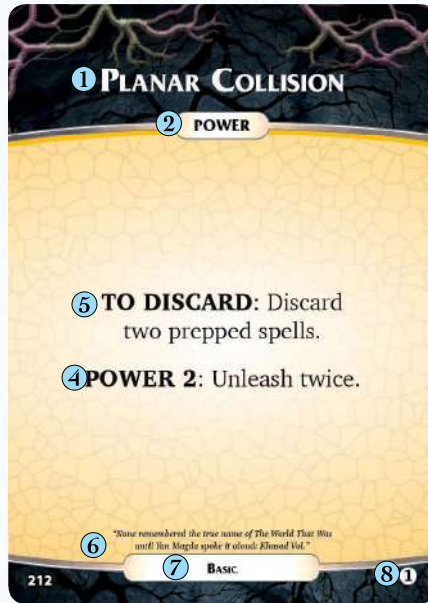 1 PLANAR COLLISION
2 POWER
5 TO DISCARD: Discard
two prepped spells.
4 POWER 2: Unleash twice.
"None remembered the true name of The World That Was
6 until Yan Magda spoke it aloud: Khasad Vol."
7 BASIC
212
8 1